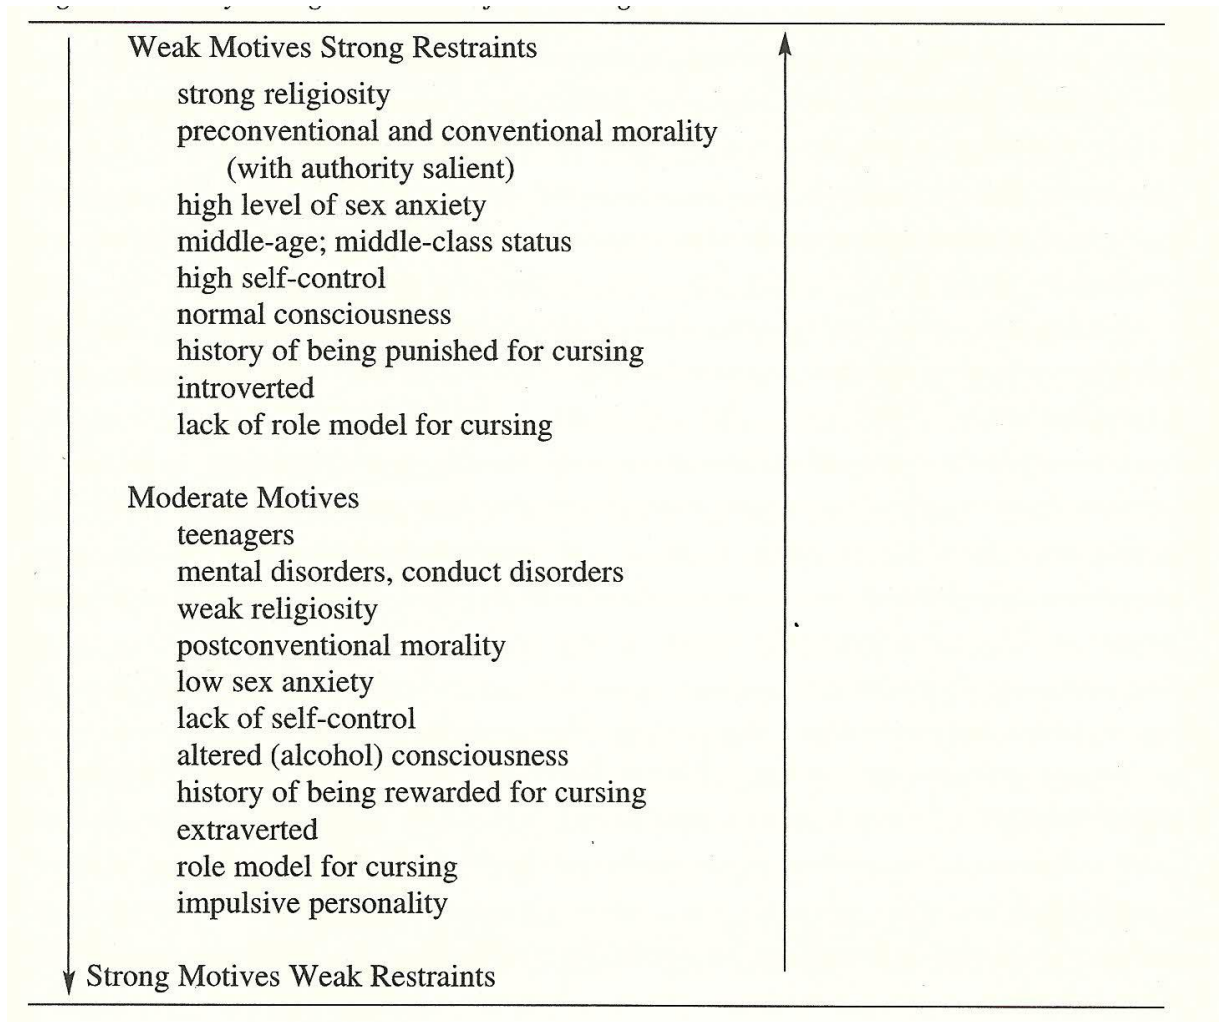 Weak Motives Strong Restraints
strong religiosity
preconventional and conventional morality
(with authority salient)
high level of sex anxiety
middle-age; middle-class status
high self-control
normal consciousness
history of being punished for cursing
introverted
lack of role model for cursing
Moderate Motives
teenagers
mental disorders, conduct disorders
weak religiosity
postconventional morality
low sex anxiety
lack of self-control
altered (alcohol) consciousness
history of being rewarded for cursing
extraverted
role model for cursing
impulsive personality
Strong Motives Weak Restraints